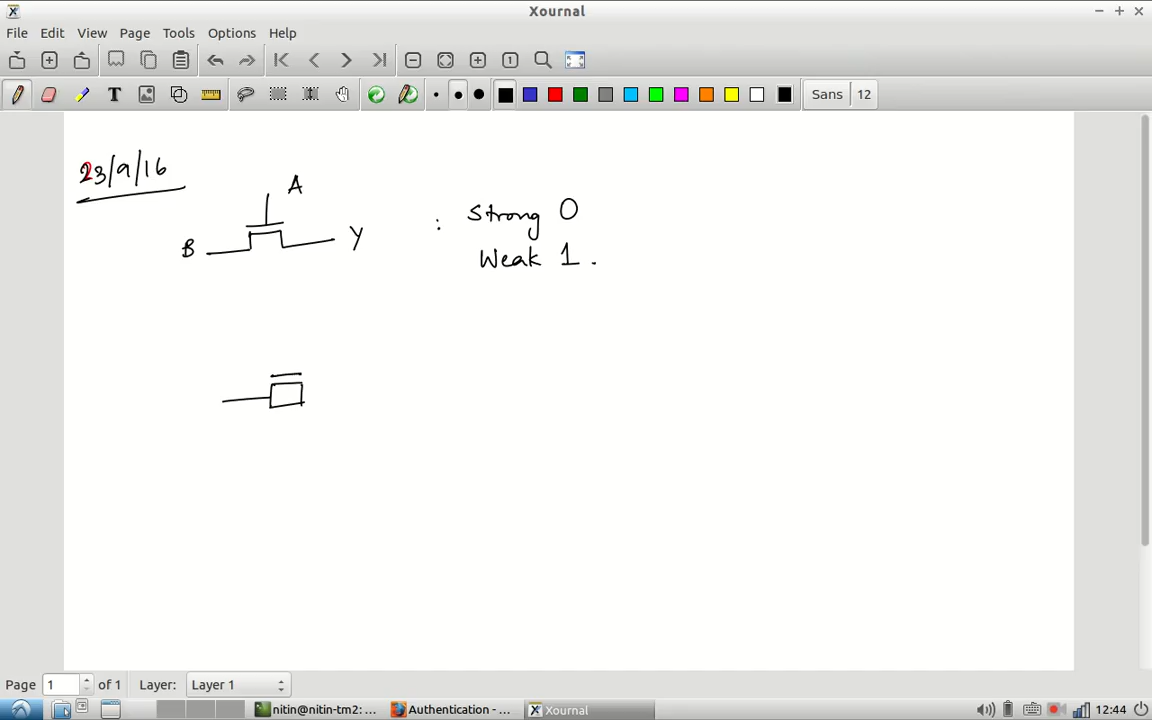 Xournal
File Edit View Page Tools Options Help
Sans 12
23/9/16
A
B
Y
: Strong 0
Weak 1.
Page 1 of 1 Layer: Layer 1
nitin@nitin-tm2: ... Authentication - ... Xournal 12:44